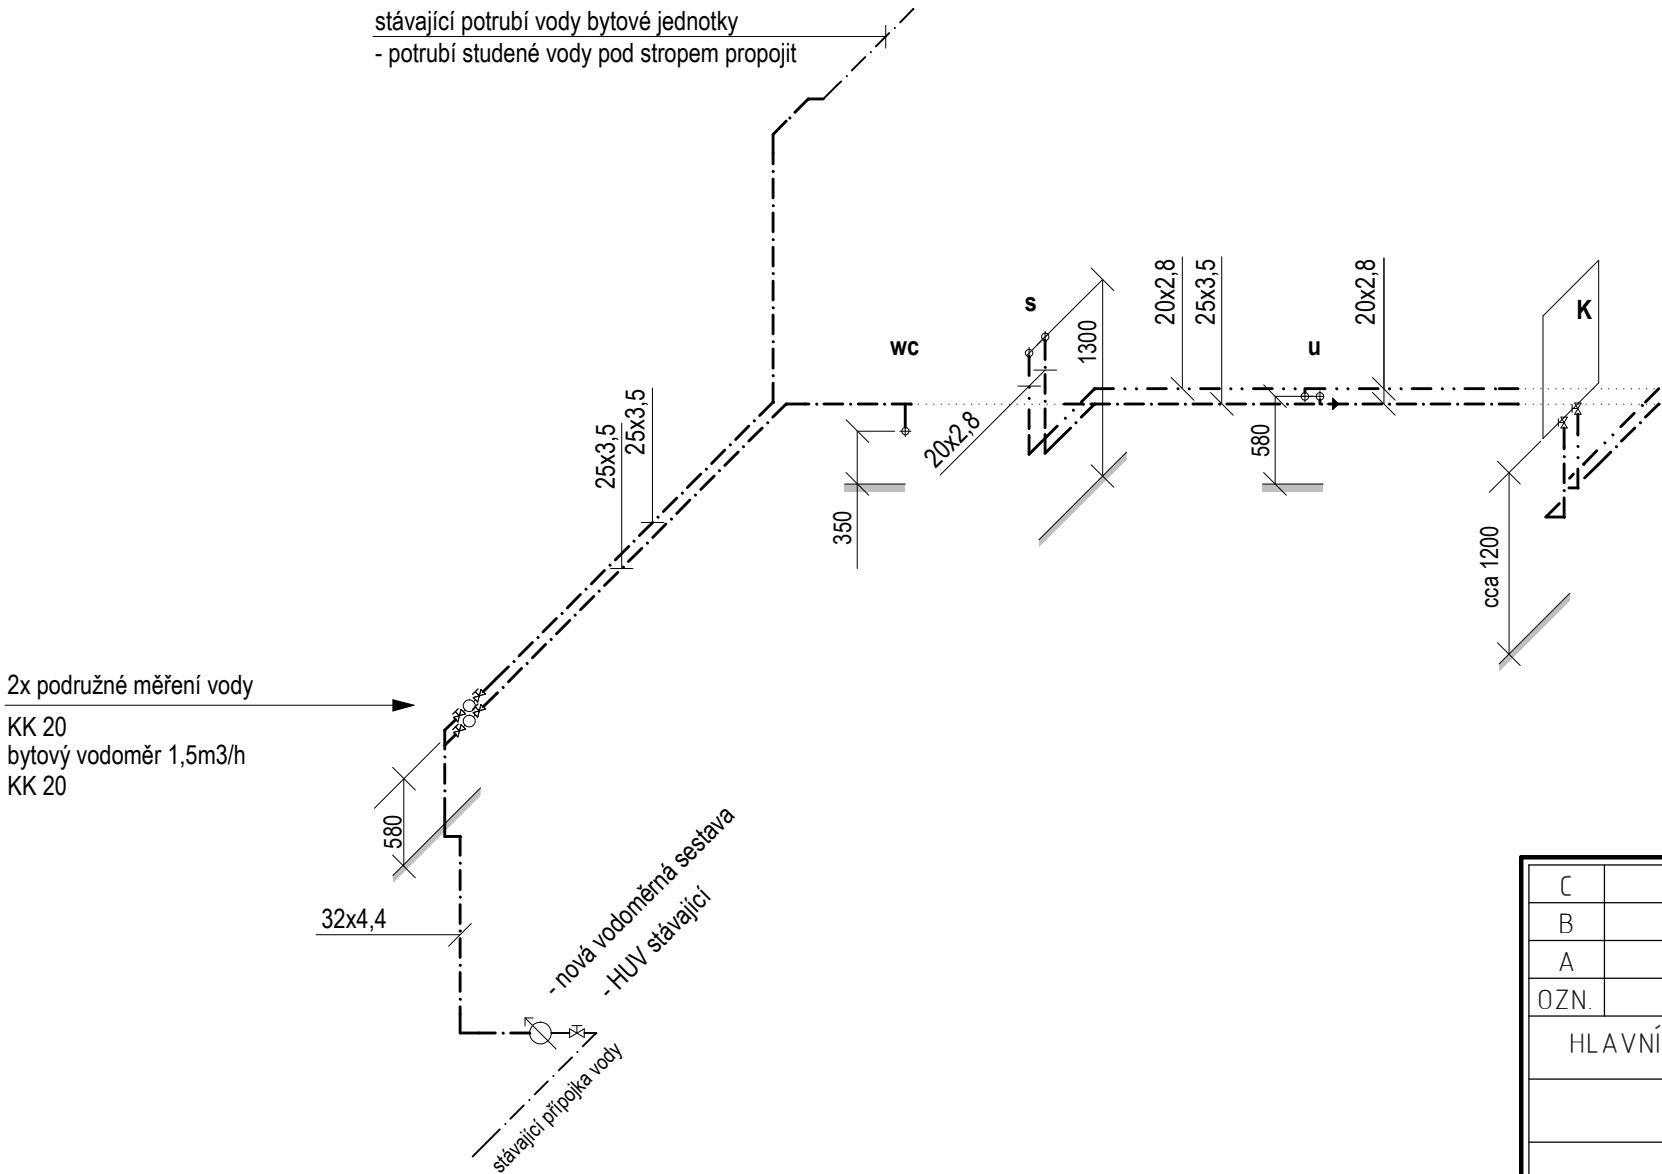 stávající potrubí vody bytové jednotky
- potrubí studené vody pod stropem propojit
s
wc
1300
20x2,8
25x3,5
u
20x2,8
K
25x3,5
25x3,5
20x2,8
350
580
cca 1200
2x podružné měření vody
KK 20
bytový vodoměr 1,5m3/h
KK 20
580
32x4,4
- nová vodoměrná sestava
- HUV stávající
stávající přípojka vody
C
B
A
OZN.
HLAVNÍ